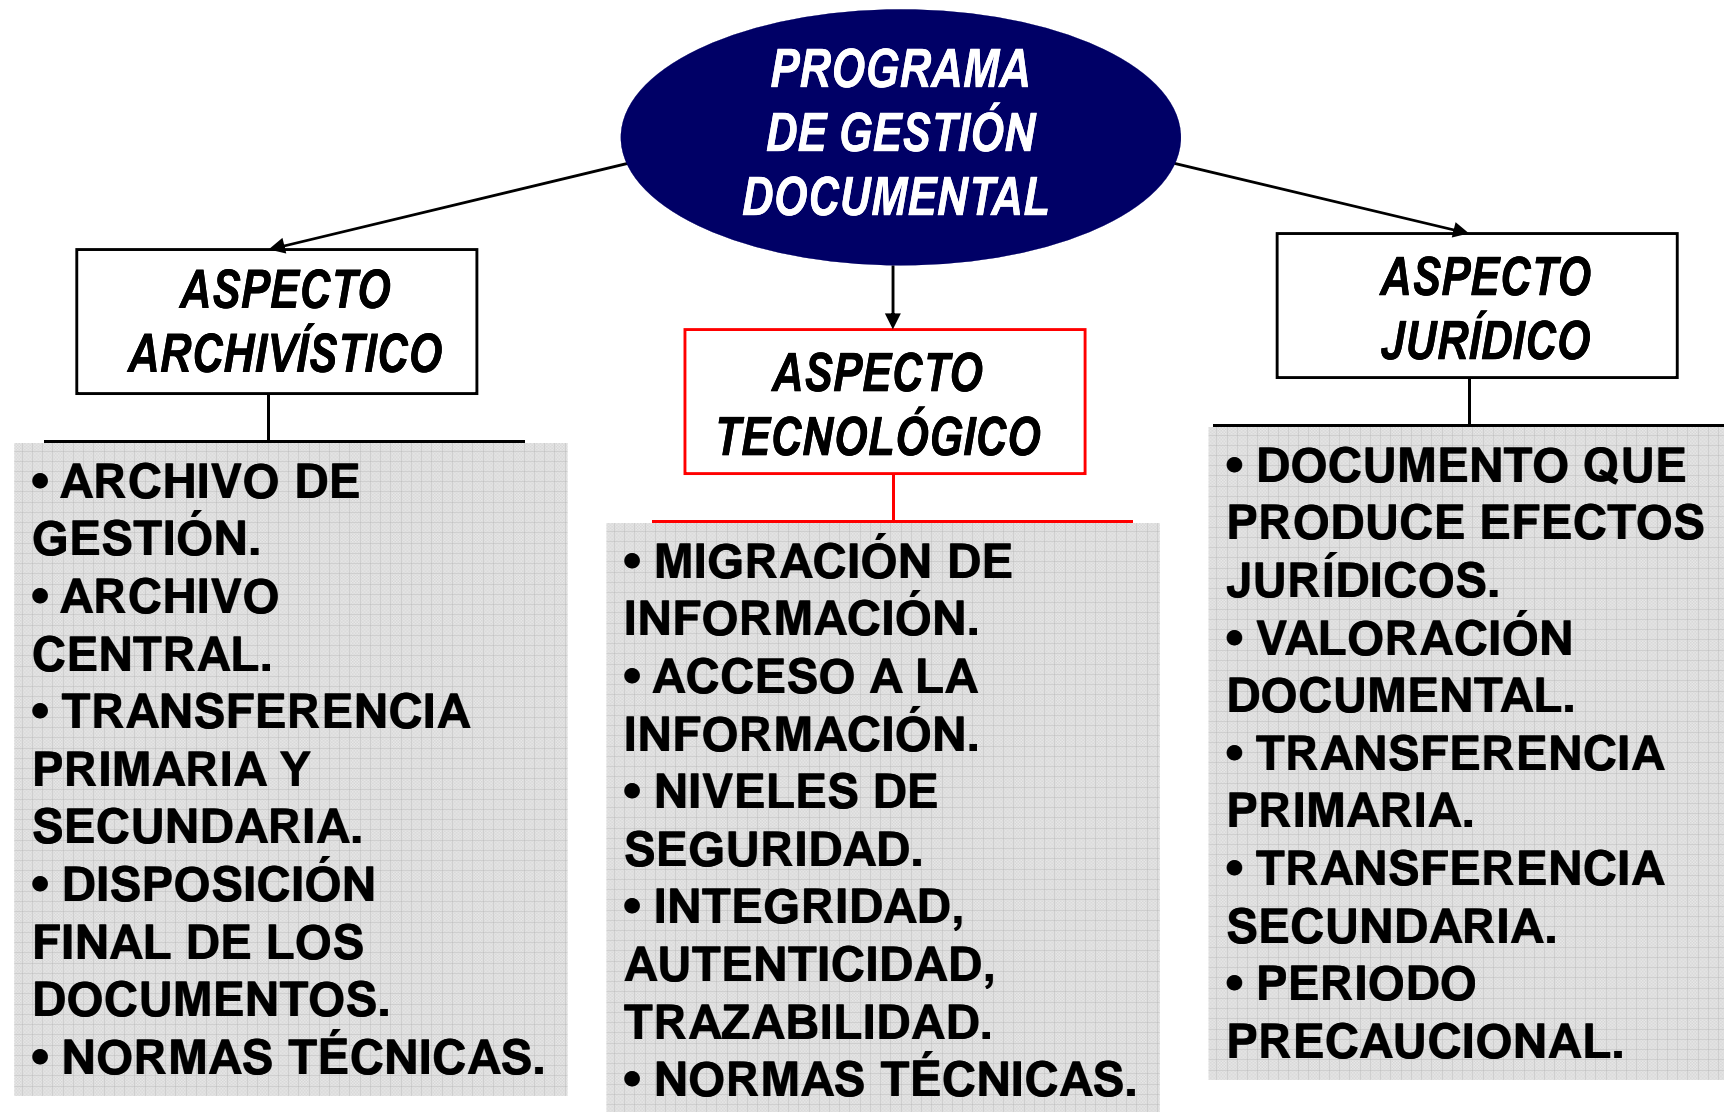 PROGRAMA
DE GESTIÓN
DOCUMENTAL
ASPECTO
ARCHIVÍSTICO
• ARCHIVO DE
GESTIÓN.
• ARCHIVO
CENTRAL.
• TRANSFERENCIA
PRIMARIA Y
SECUNDARIA.
• DISPOSICIÓN
FINAL DE LOS
DOCUMENTOS.
• NORMAS TÉCNICAS.
ASPECTO
TECNOLÓGICO
• MIGRACIÓN DE
INFORMACIÓN.
• ACCESO A LA
INFORMACIÓN.
• NIVELES DE
SEGURIDAD.
• INTEGRIDAD,
AUTENTICIDAD,
TRAZABILIDAD.
• NORMAS TÉCNICAS.
ASPECTO
JURÍDICO
• DOCUMENTO QUE
PRODUCE EFECTOS
JURÍDICOS.
• VALORACIÓN
DOCUMENTAL.
• TRANSFERENCIA
PRIMARIA.
• TRANSFERENCIA
SECUNDARIA.
• PERIODO
PRECAUCIONAL.